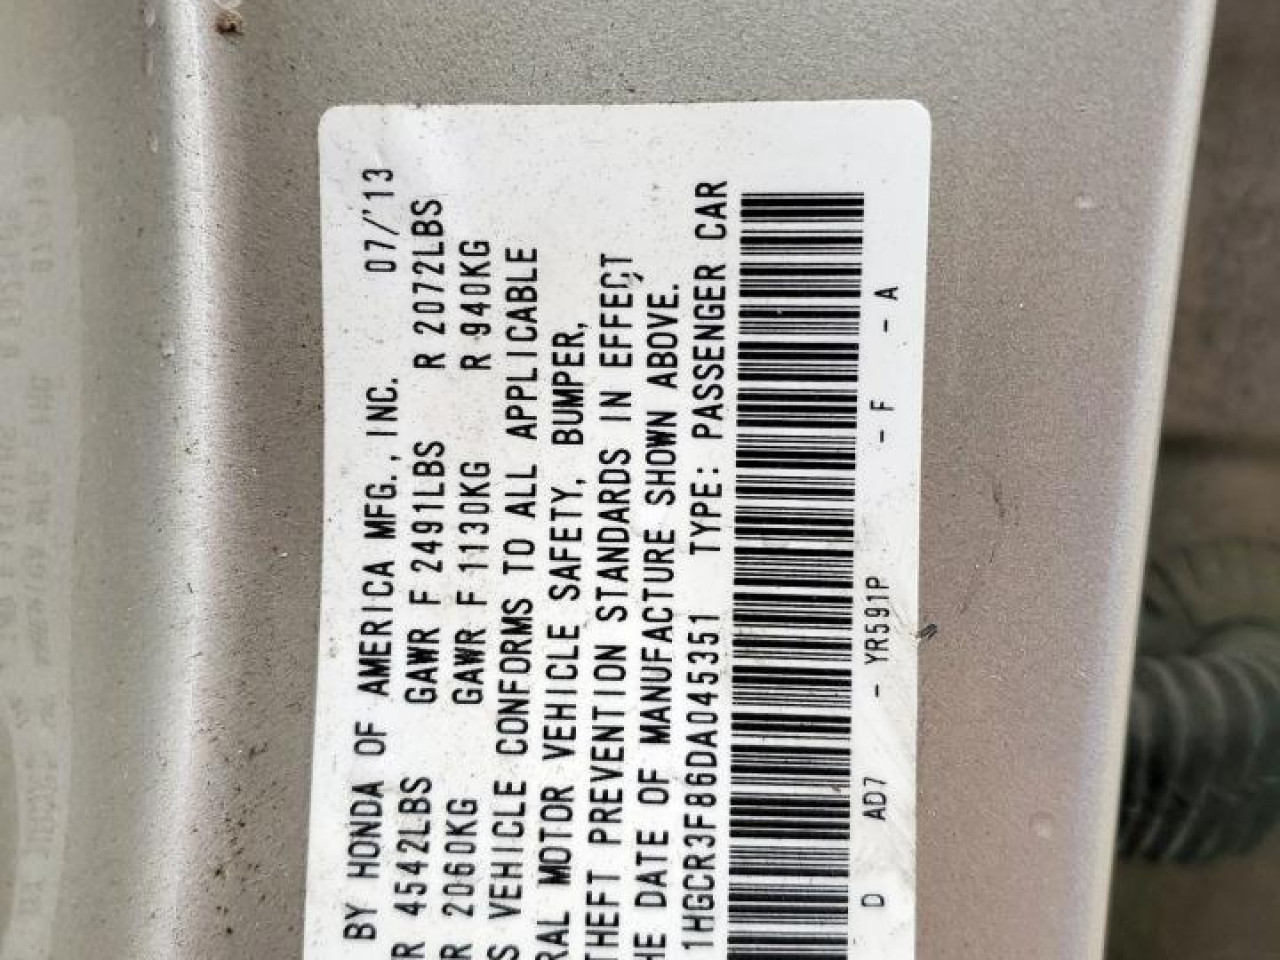 BY HONDA OF AMERICA MFG., INC. 07/'13
R 4542LBS GAWR F 2491LBS R 2072LBS
R 2060KG GAWR F 1130KG R 940KG
S VEHICLE CONFORMS TO ALL APPLICABLE
RAL MOTOR VEHICLE SAFETY, BUMPER,
THEFT PREVENTION STANDARDS IN EFFECT
HE DATE OF MANUFACTURE SHOWN ABOVE.
1HGCR3F86DA045351 TYPE: PASSENGER CAR
D AD7 - YR591P - F - A